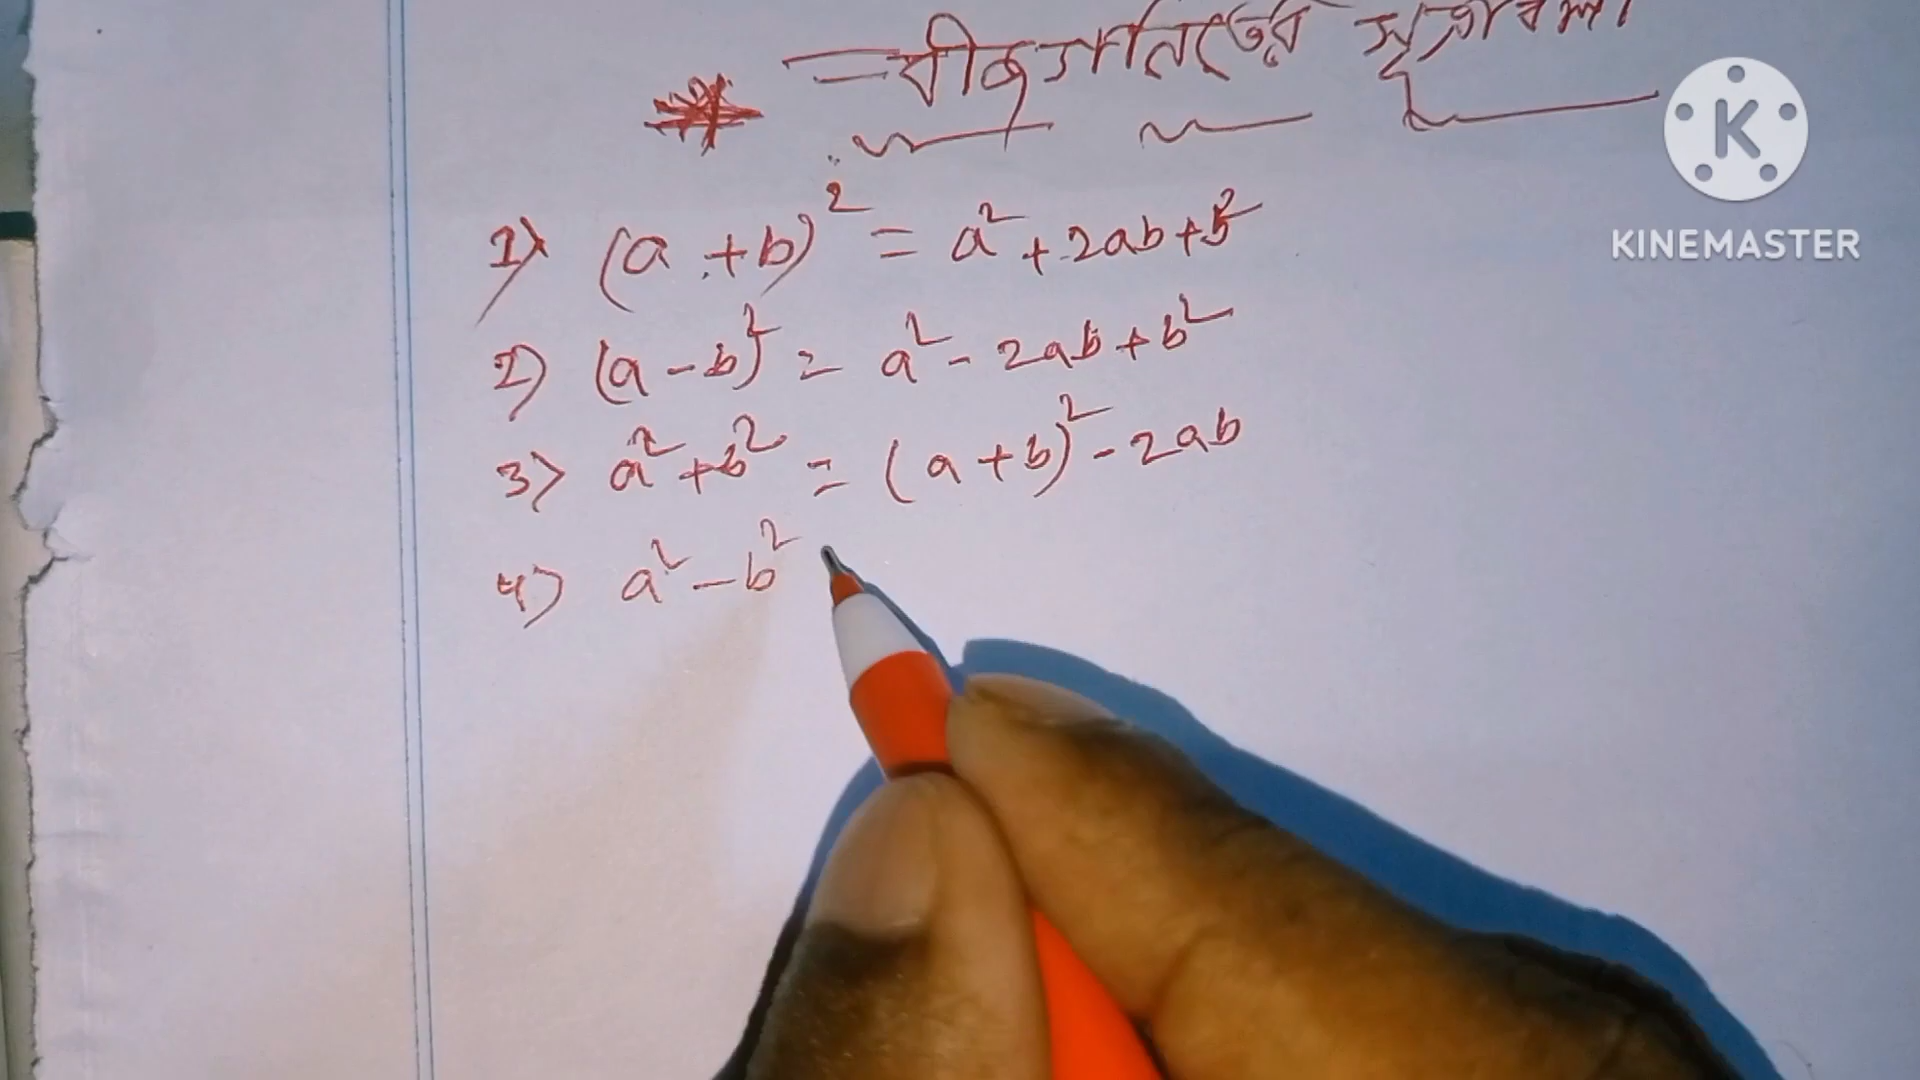 = বীজগানিতের সূত্রাবলী
1) (a + b)² = a² + 2ab + b²
2) (a - b)² = a² - 2ab + b²
3) a² + b² = (a + b)² - 2ab
4) a² - b²
K
KINEMASTER